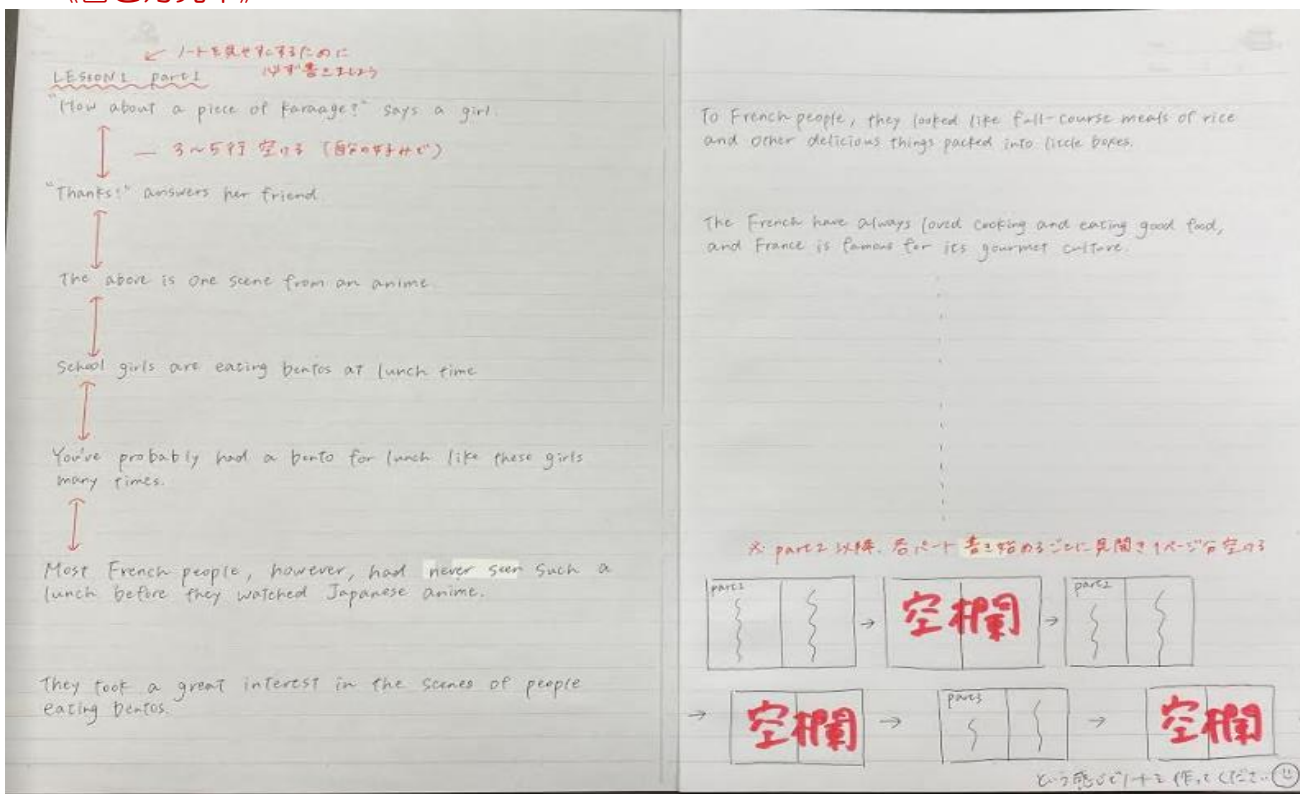 《書き方見本》
← ノートを見やすくするために
必ず書きましょう
LESSON1 part1
"How about a piece of karaage?" says a girl.
3～5行 空ける (自分の好みで)
"Thanks!" answers her friend.
The above is one scene from an anime.
School girls are eating bentos at lunch time
You've probably had a bento for lunch like these girls
many times.
Most French people, however, had never seen such a
lunch before they watched Japanese anime.
They took a great interest in the scenes of people
eating bentos.
To French people, they looked like full-course meals of rice
and other delicious things packed into little boxes.
The French have always loved cooking and eating good food,
and France is famous for its gourmet culture.
※ part2 以降、各パート 書き始めるごとに見開き1ページ分空ける
part1
→ 空欄 →
part2
→ 空欄 →
part3
→ 空欄
という感じでノートを作ってください